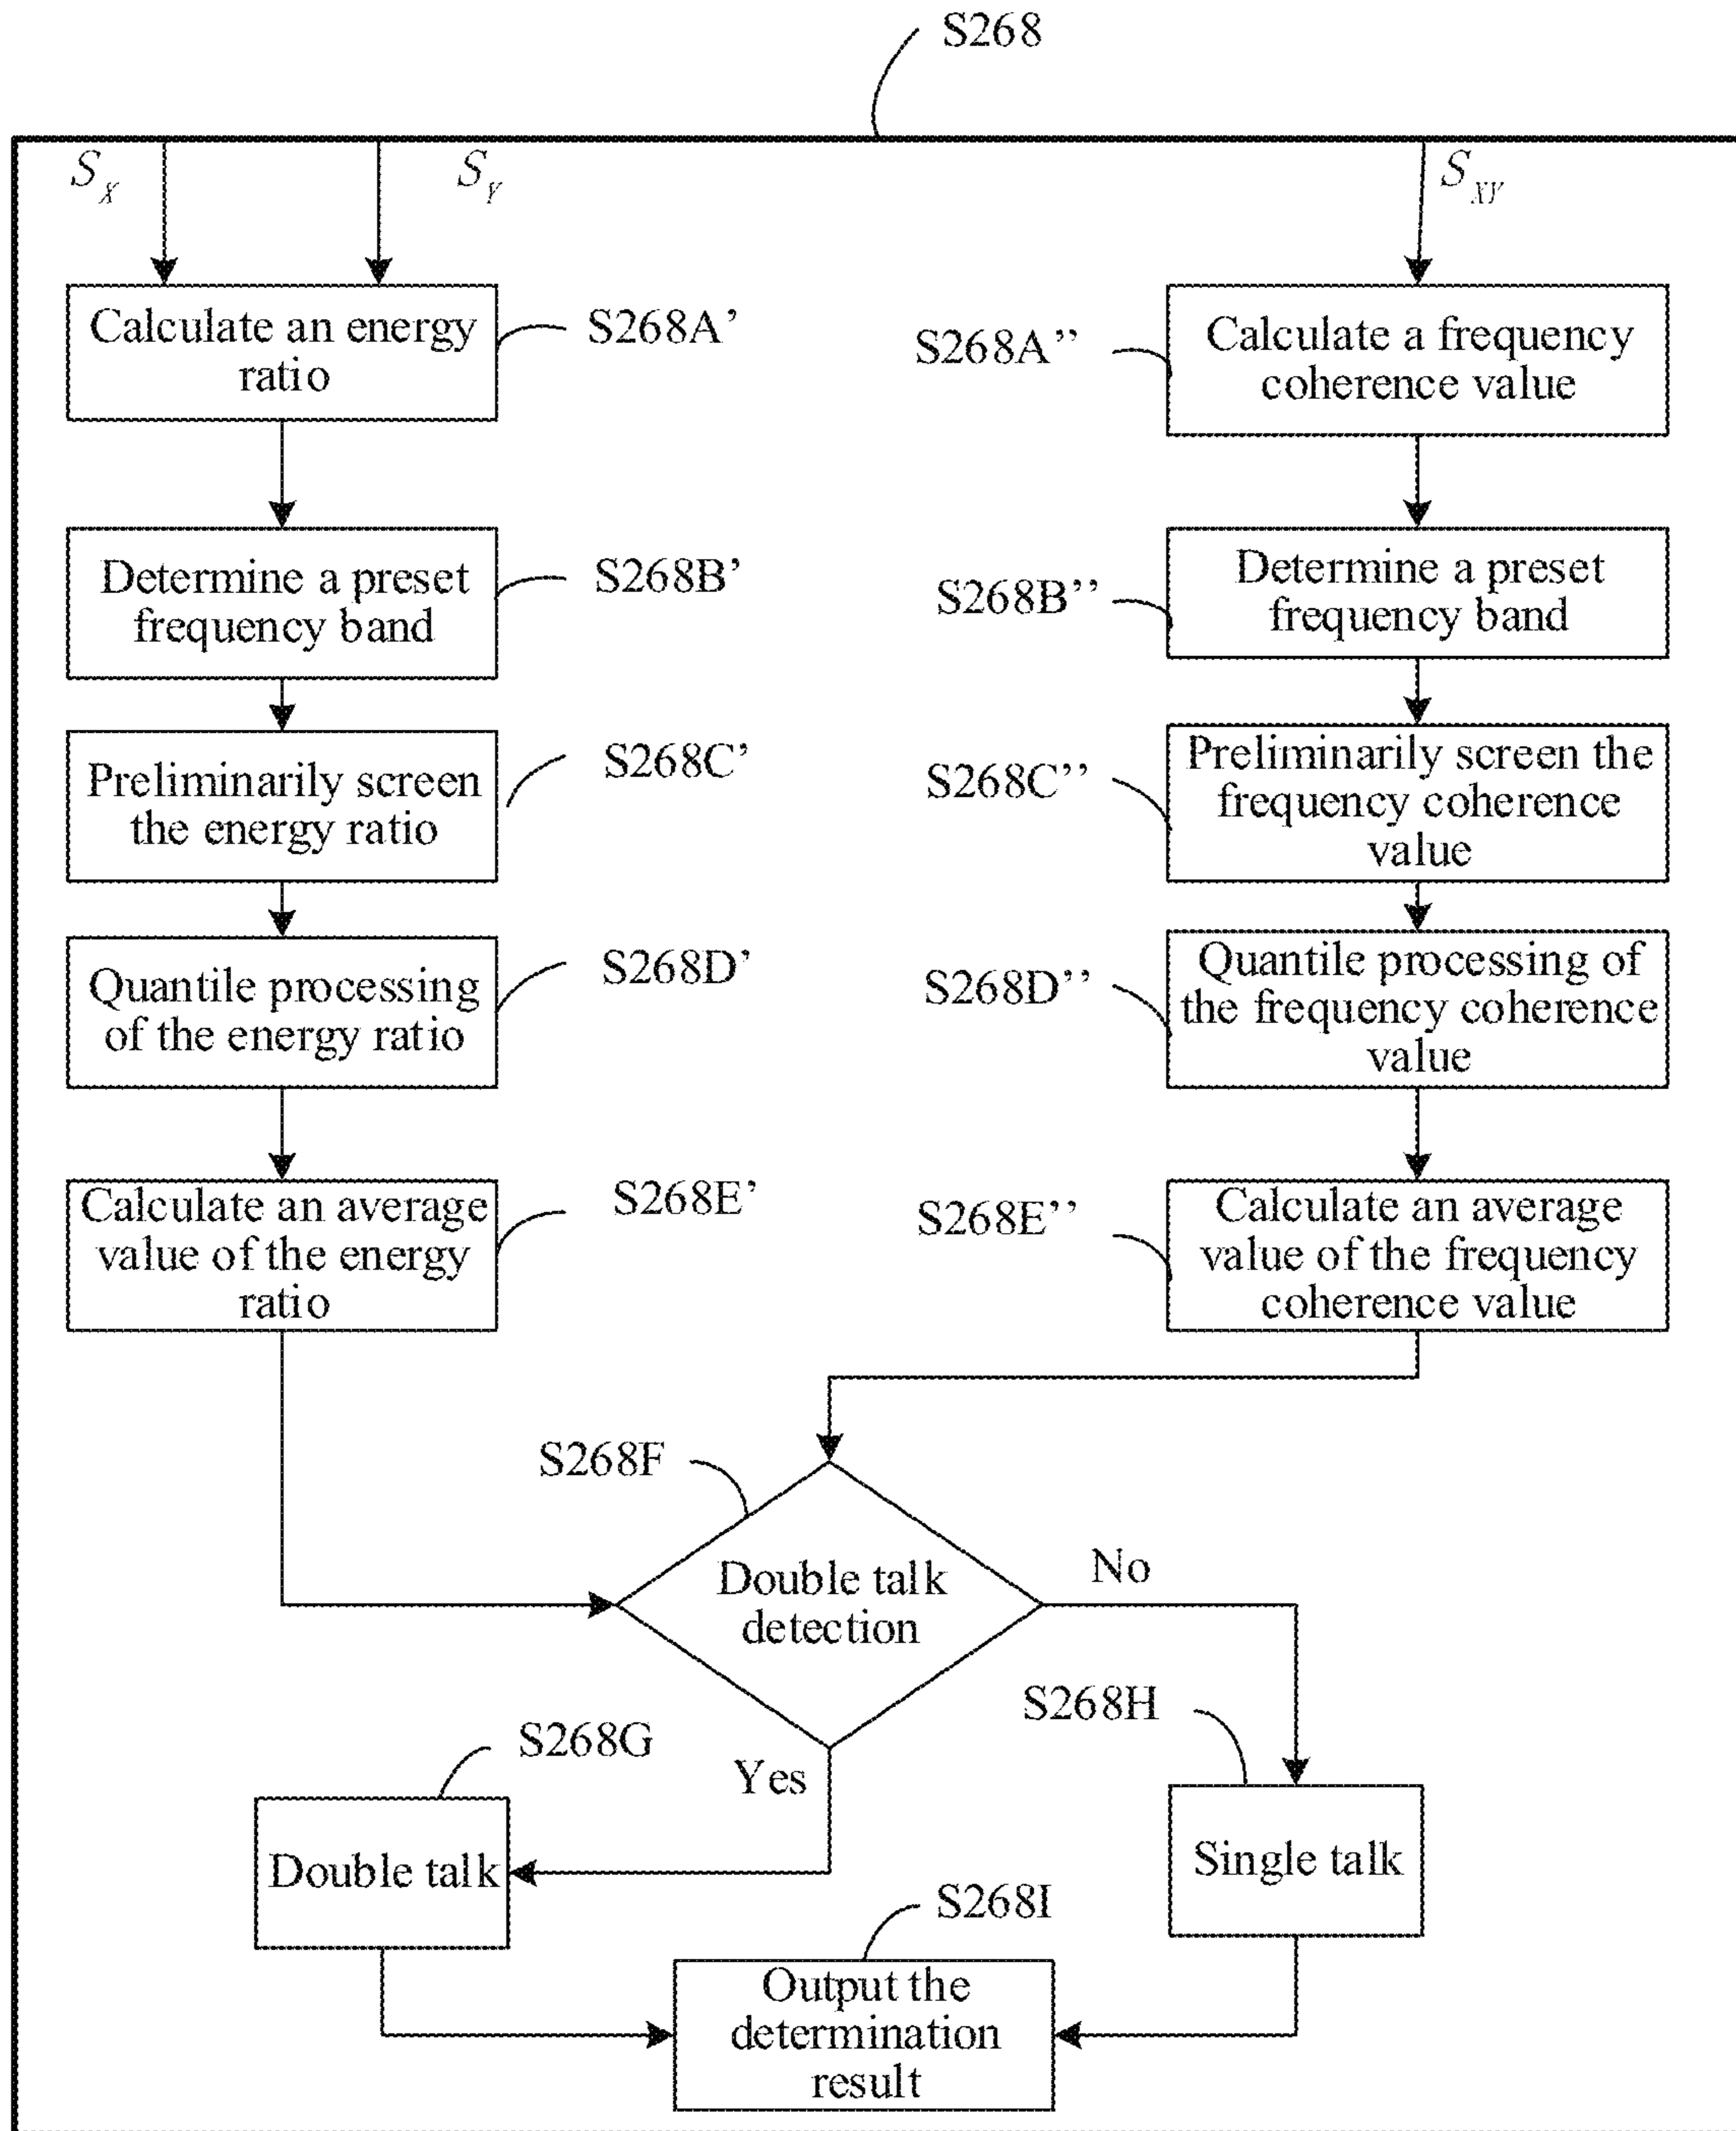 S268
S_X
S_Y
S_XY
Calculate an energy
ratio
S268A’
S268A’’
Calculate a frequency
coherence value
Determine a preset
frequency band
S268B’
S268B’’
Determine a preset
frequency band
Preliminarily screen
the energy ratio
S268C’
S268C’’
Preliminarily screen the
frequency coherence
value
Quantile processing
of the energy ratio
S268D’
S268D’’
Quantile processing of
the frequency coherence
value
Calculate an average
value of the energy
ratio
S268E’
S268E’’
Calculate an average
value of the frequency
coherence value
S268F
Double talk
detection
No
Yes
S268G
S268H
Double talk
Single talk
S268I
Output the
determination
result